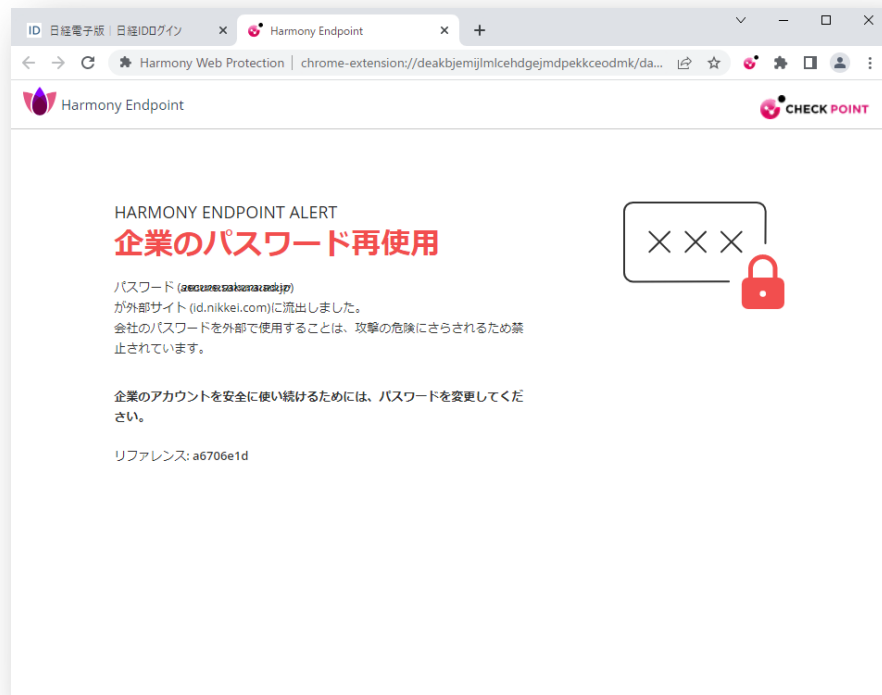 ID 日経電子版 | 日経IDログイン
Harmony Endpoint
Harmony Web Protection | chrome-extension://deakbjemijlmlcehdgejmdpekkceodmk/da...
Harmony Endpoint
CHECK POINT
HARMONY ENDPOINT ALERT
企業のパスワード再使用
パスワード (
が外部サイト (id.nikkei.com)に流出しました。
会社のパスワードを外部で使用することは、攻撃の危険にさらされるため禁
止されています。
企業のアカウントを安全に使い続けるためには、パスワードを変更してくだ
さい。
リファレンス: a6706e1d